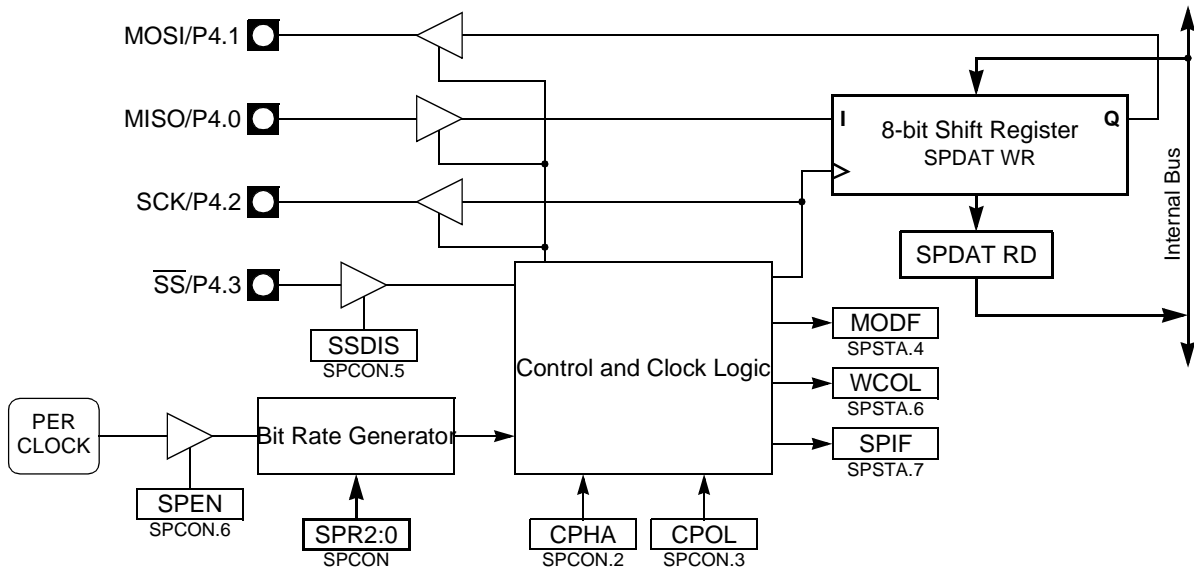 MOSI/P4.1
MISO/P4.0
I
8-bit Shift Register
Q
SPDAT WR
Internal Bus
SCK/P4.2
SPDAT RD
SS/P4.3
SSDIS
SPCON.5
Control and Clock Logic
MODF
SPSTA.4
WCOL
SPSTA.6
SPIF
SPSTA.7
PER
CLOCK
Bit Rate Generator
SPEN
SPCON.6
SPR2:0
SPCON
CPHA
SPCON.2
CPOL
SPCON.3